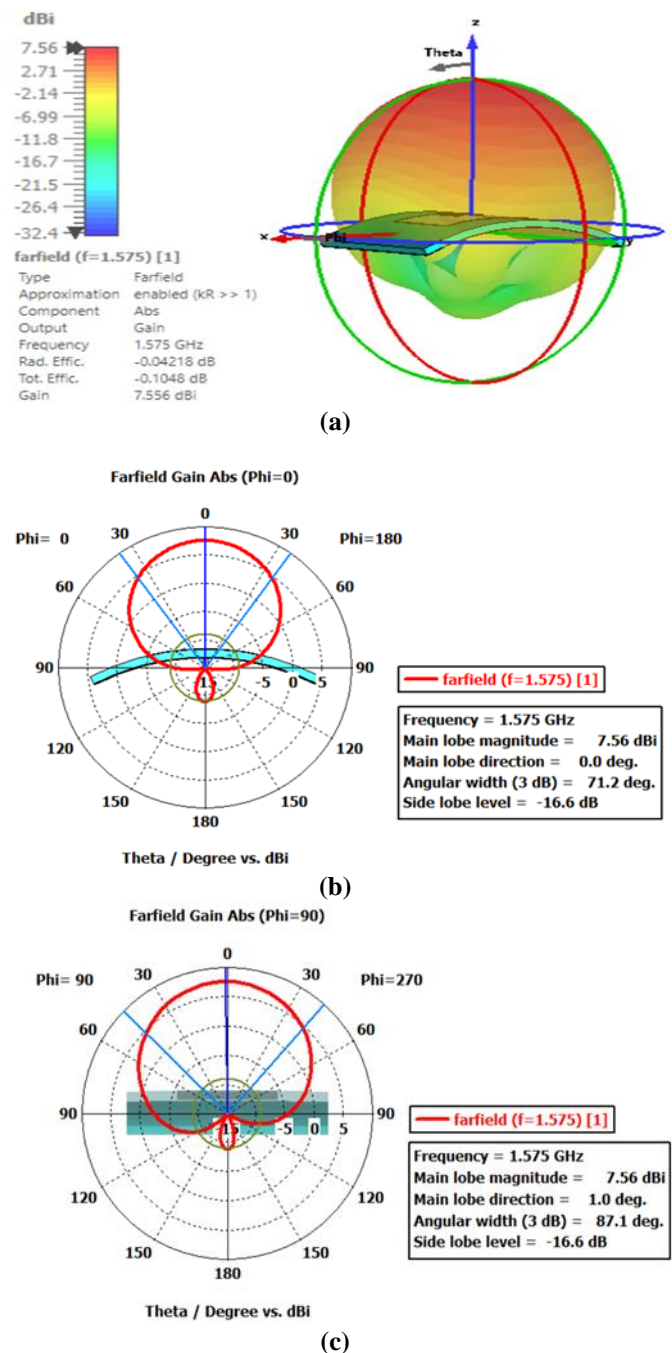 dBi
7.56
2.71
-2.14
-6.99
-11.8
-16.7
-21.5
-26.4
-32.4
farfield (f=1.575) [1]
Type Farfield
Approximation enabled (kR >> 1)
Component Abs
Output Gain
Frequency 1.575 GHz
Rad. Effic. -0.04218 dB
Tot. Effic. -0.1048 dB
Gain 7.556 dBi
z
Theta
x
Phi
y
(a)
Farfield Gain Abs (Phi=0)
0
30 30
Phi= 0 Phi=180
60 60
90 90
-15 -5 0 5
120 120
150 150
180
Theta / Degree vs. dBi
farfield (f=1.575) [1]
Frequency = 1.575 GHz
Main lobe magnitude = 7.56 dBi
Main lobe direction = 0.0 deg.
Angular width (3 dB) = 71.2 deg.
Side lobe level = -16.6 dB
(b)
Farfield Gain Abs (Phi=90)
0
30 30
Phi= 90 Phi=270
60 60
90 90
-15 -5 0 5
120 120
150 150
180
Theta / Degree vs. dBi
farfield (f=1.575) [1]
Frequency = 1.575 GHz
Main lobe magnitude = 7.56 dBi
Main lobe direction = 1.0 deg.
Angular width (3 dB) = 87.1 deg.
Side lobe level = -16.6 dB
(c)